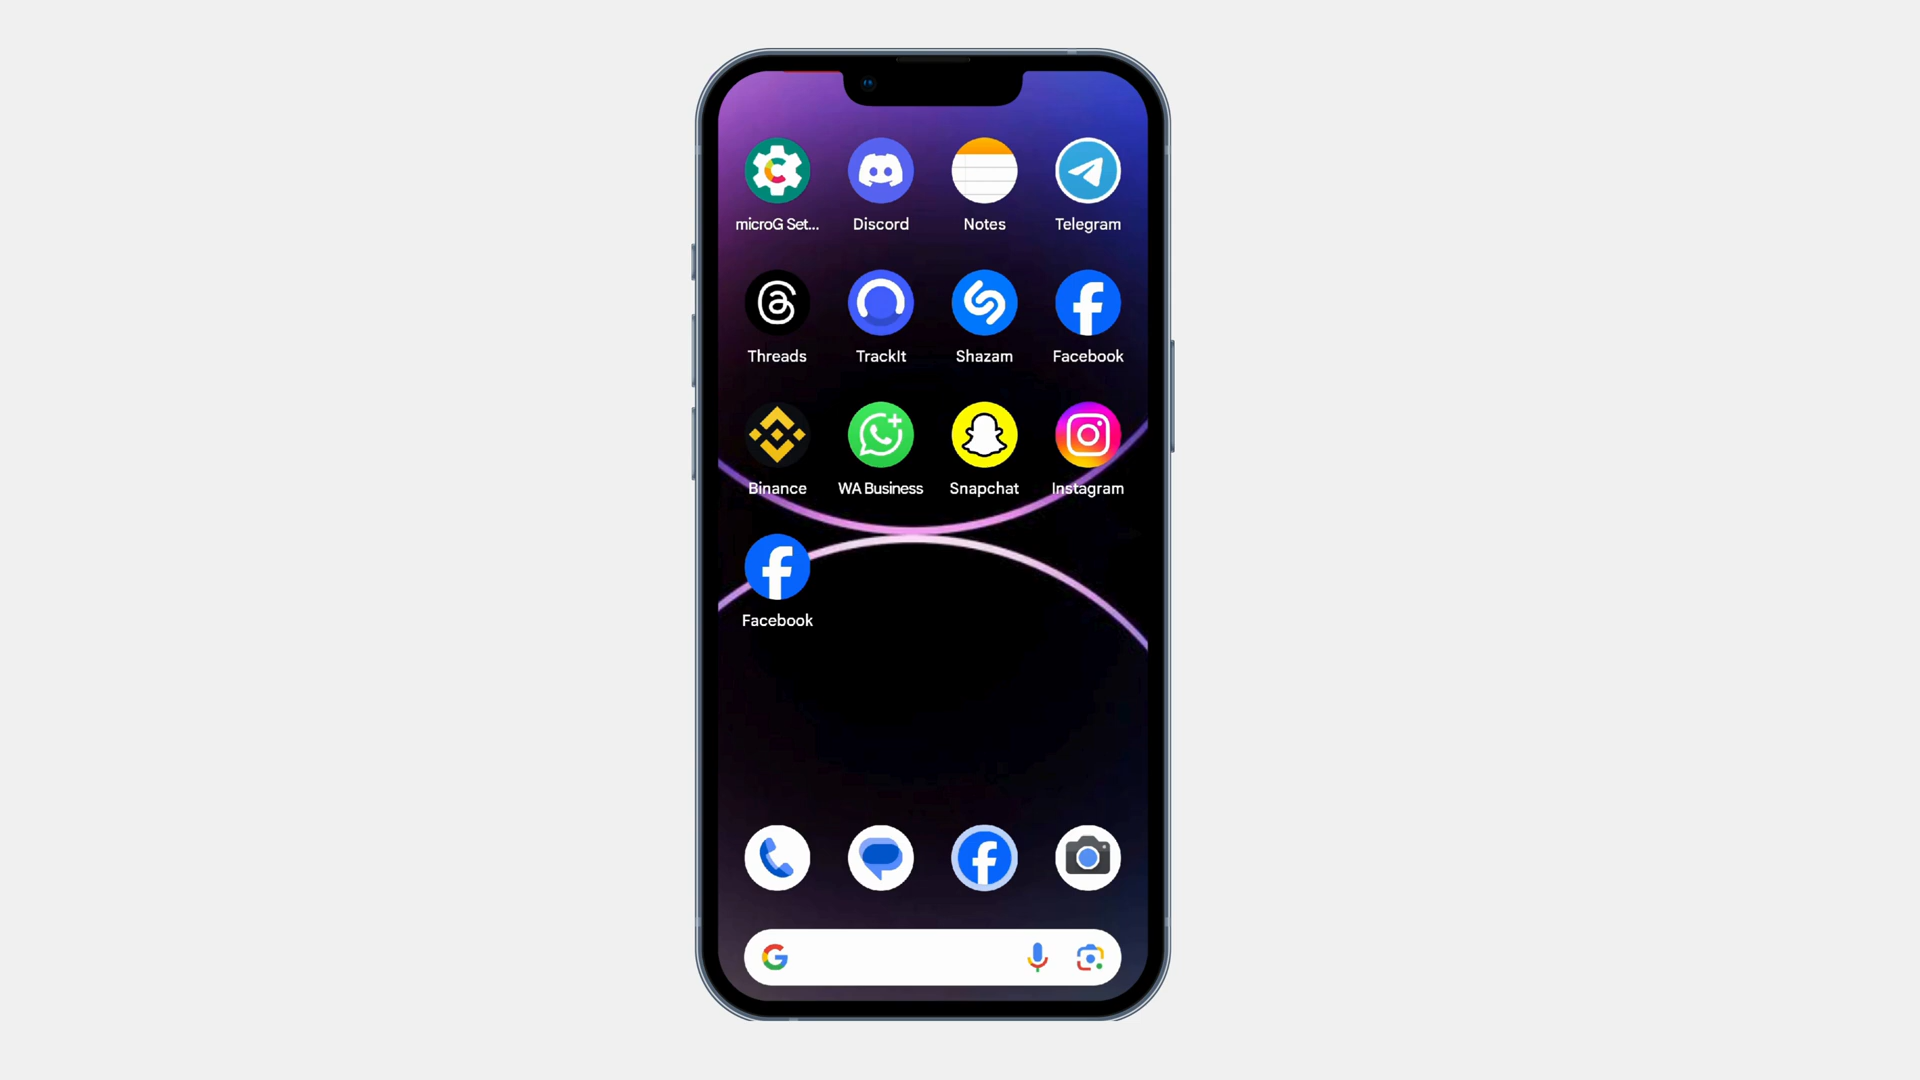 microG Set...
Discord
Notes
Telegram
Threads
TrackIt
Shazam
Facebook
Binance
WA Business
Snapchat
Instagram
Facebook